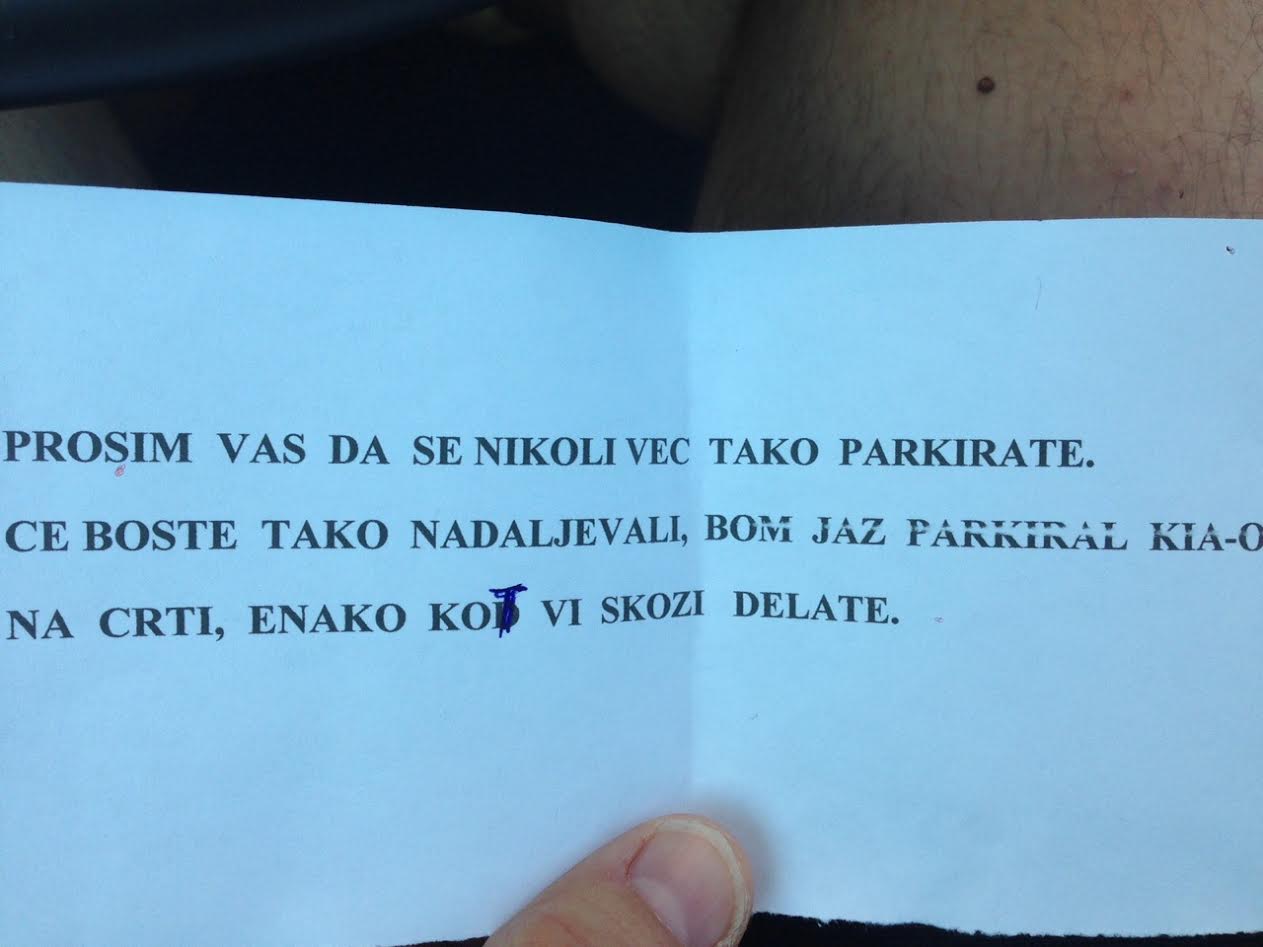 PROSIM VAS DA SE NIKOLI VEC TAKO PARKIRATE.
CE BOSTE TAKO NADALJEVALI, BOM JAZ PARKIRAL KIA-O
NA CRTI, ENAKO KOT VI SKOZI DELATE.